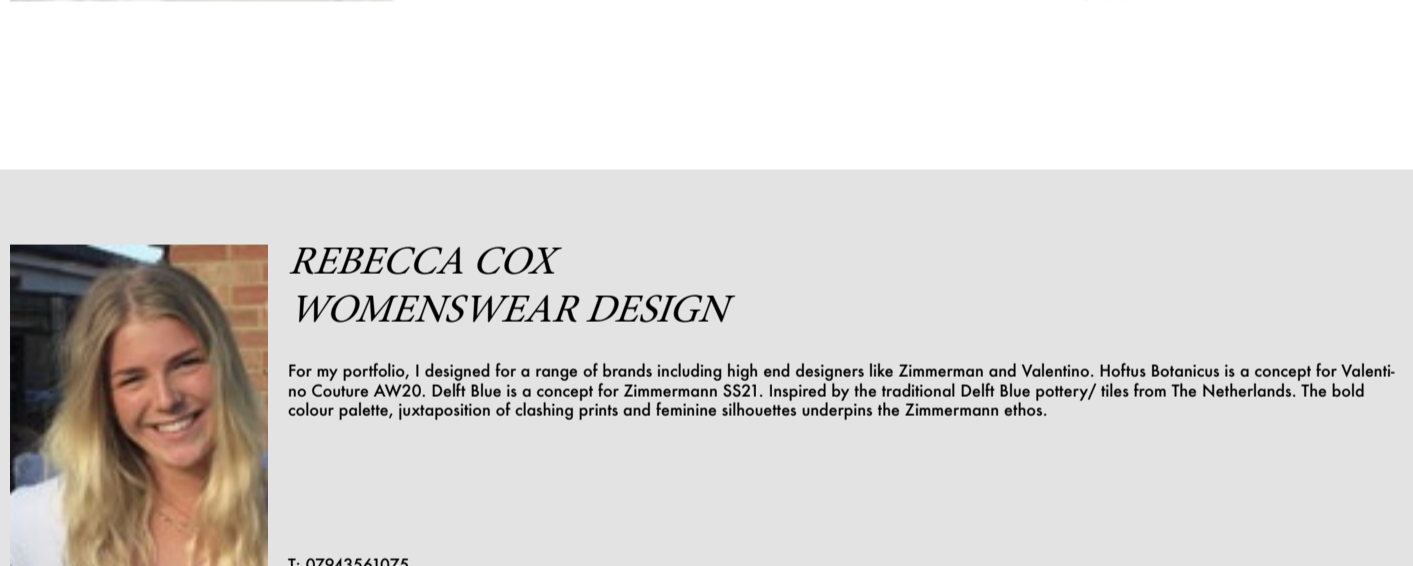 REBECCA COX
WOMENSWEAR DESIGN
For my portfolio, I designed for a range of brands including high end designers like Zimmerman and Valentino. Hoftus Botanicus is a concept for Valenti-
no Couture AW20. Delft Blue is a concept for Zimmermann SS21. Inspired by the traditional Delft Blue pottery/ tiles from The Netherlands. The bold
colour palette, juxtaposition of clashing prints and feminine silhouettes underpins the Zimmermann ethos.
T: 07943561075